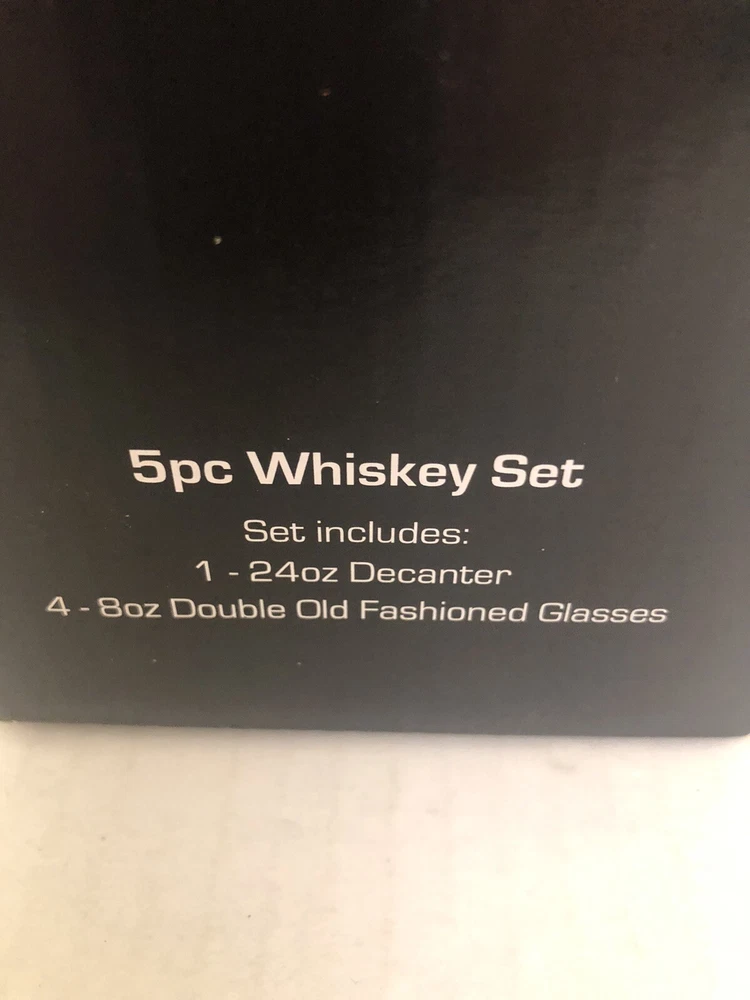 5pc Whiskey Set
Set includes:
1 - 24oz Decanter
4 - 8oz Double Old Fashioned Glasses